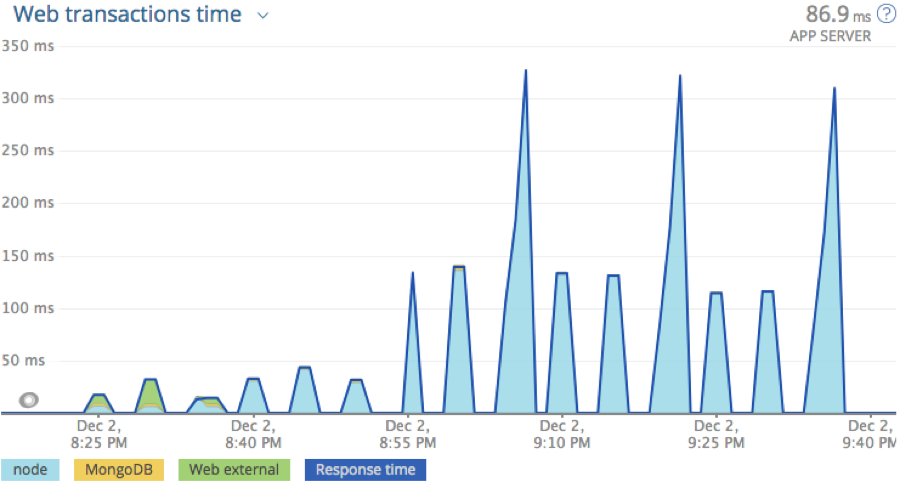 Web transactions time
86.9 ms
APP SERVER
350 ms
300 ms
250 ms
200 ms
150 ms
100 ms
50 ms
Dec 2, 8:25 PM
Dec 2, 8:40 PM
Dec 2, 8:55 PM
Dec 2, 9:10 PM
Dec 2, 9:25 PM
Dec 2, 9:40 PM
node
MongoDB
Web external
Response time